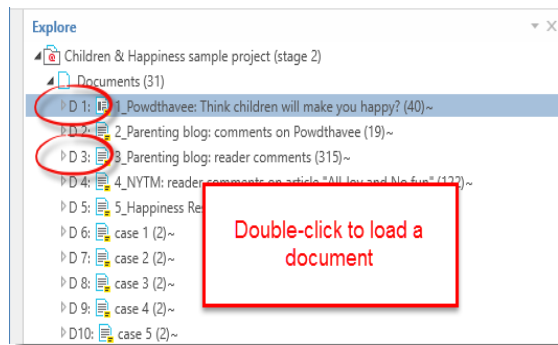 Explore
Children & Happiness sample project (stage 2)
Documents (31)
D 1: 1_Powdthavee: Think children will make you happy? (40)~
D 2: 2_Parenting blog: comments on Powdthavee (19)~
D 3: 3_Parenting blog: reader comments (315)~
D 4: 4_NYTM: reader comments on article "All Joy and No fun" (122)~
D 5: 5_Happiness Res
D 6: case 1 (2)~
D 7: case 2 (2)~
D 8: case 3 (2)~
D 9: case 4 (2)~
D10: case 5 (2)~
Double-click to load a
document